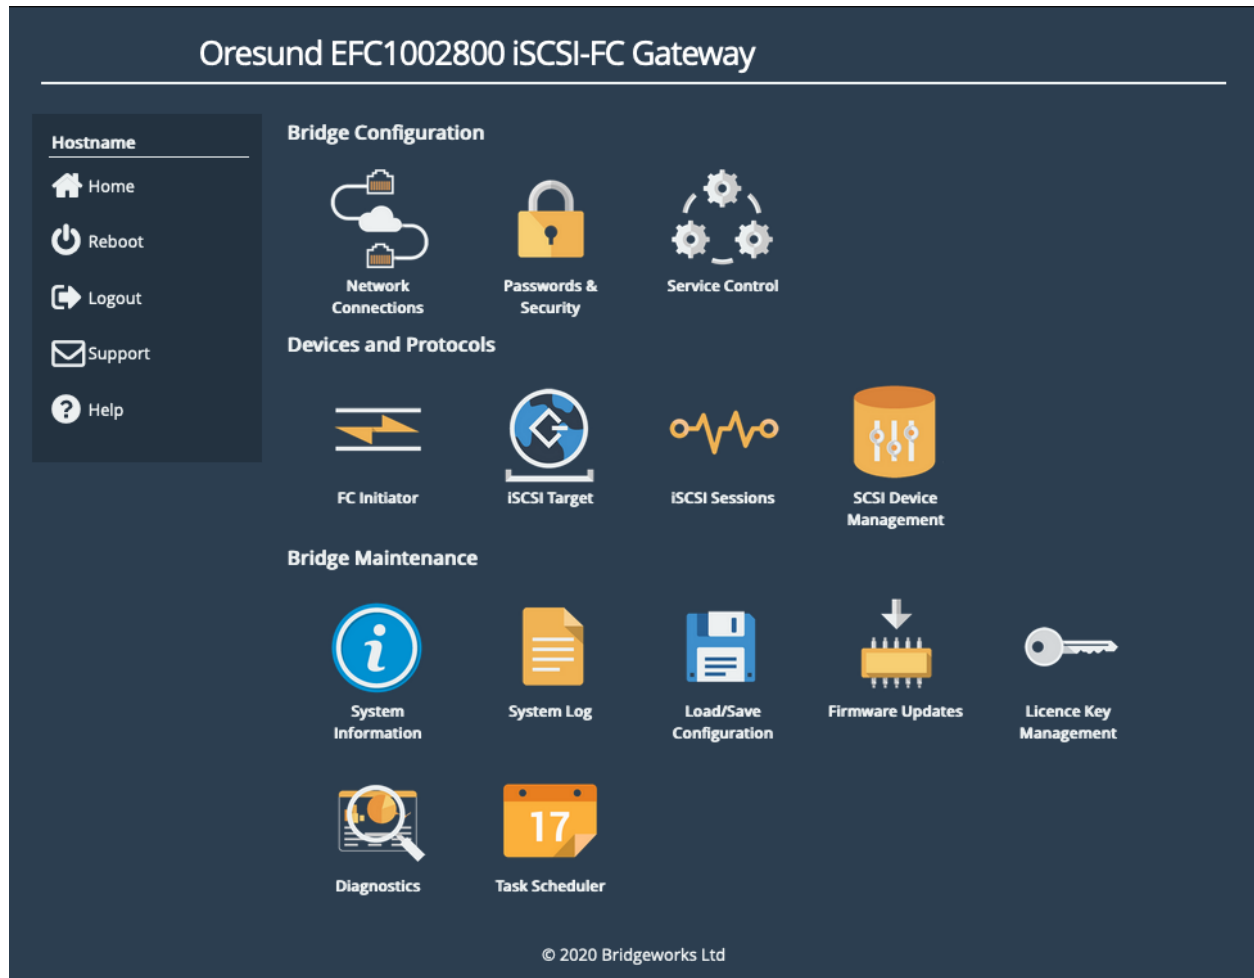 Oresund EFC1002800 iSCSI-FC Gateway
Hostname
Home
Reboot
Logout
Support
Help
Bridge Configuration
Network
Connections
Passwords &
Security
Service Control
Devices and Protocols
FC Initiator
iSCSI Target
iSCSI Sessions
SCSI Device
Management
Bridge Maintenance
System
Information
System Log
Load/Save
Configuration
Firmware Updates
Licence Key
Management
Diagnostics
17
Task Scheduler
© 2020 Bridgeworks Ltd